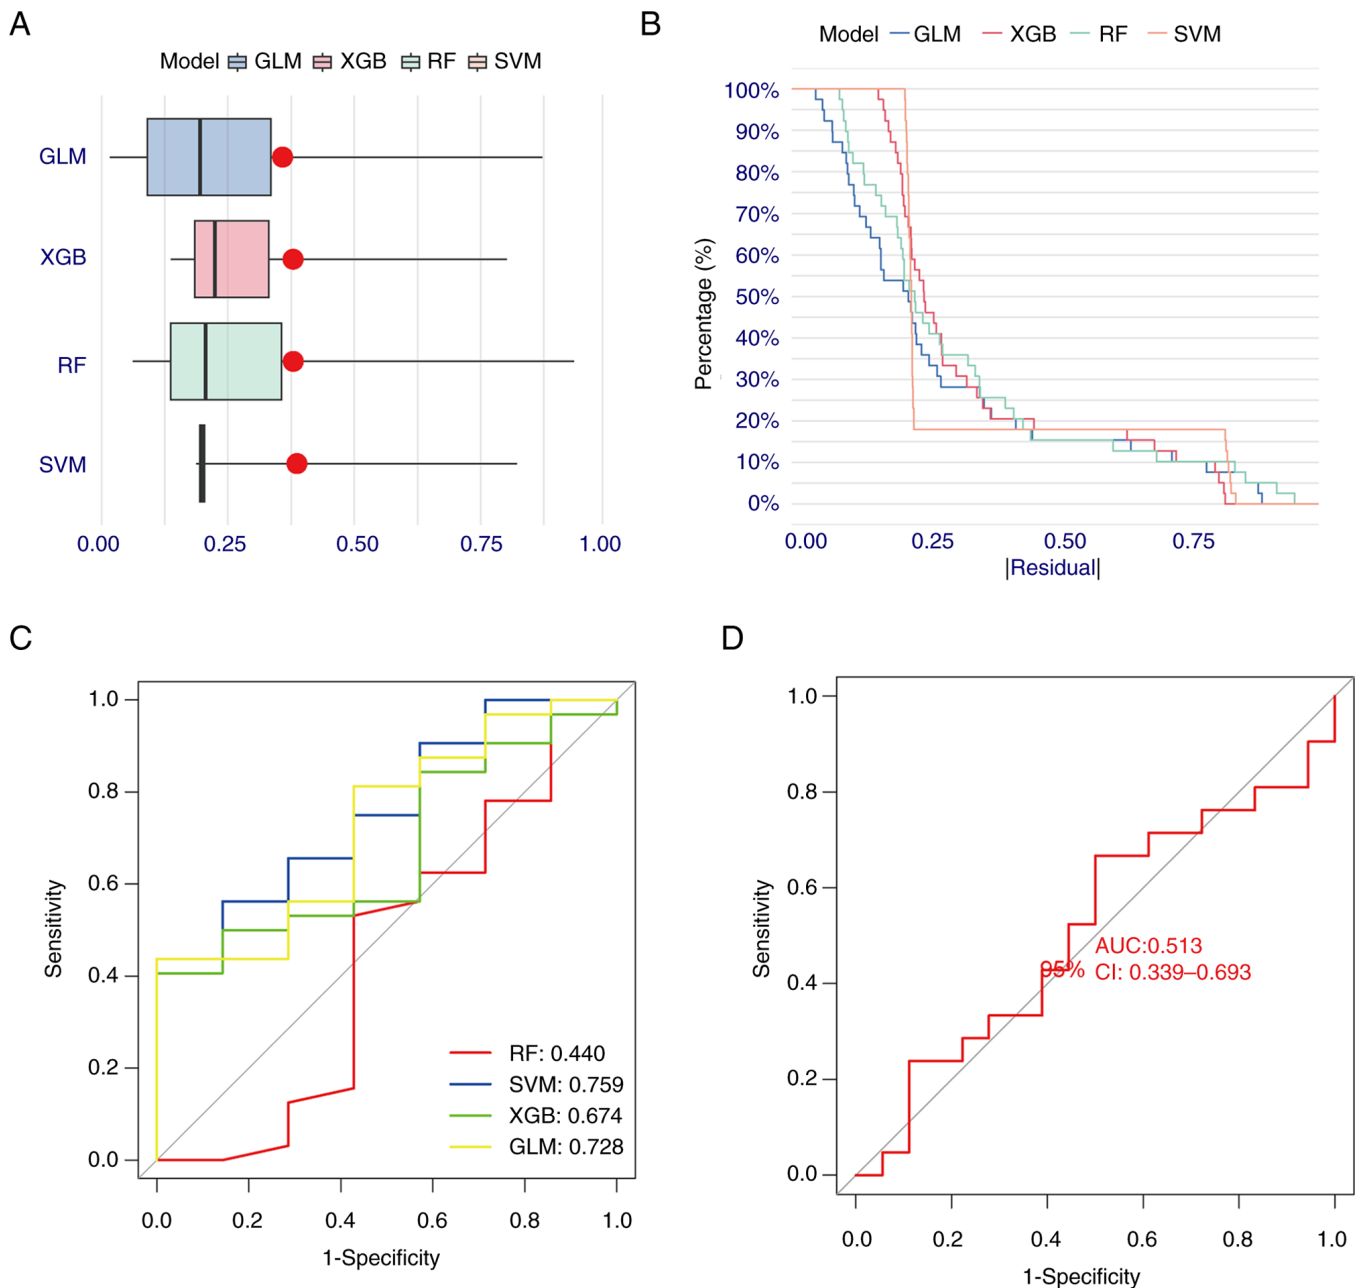 A
Model GLM XGB RF SVM
GLM
XGB
RF
SVM
0.00 0.25 0.50 0.75 1.00
B
Model GLM XGB RF SVM
Percentage (%)
100%
90%
80%
70%
60%
50%
40%
30%
20%
10%
0%
0.00 0.25 0.50 0.75
|Residual|
C
Sensitivity
1.0
0.8
0.6
0.4
0.2
0.0
RF: 0.440
SVM: 0.759
XGB: 0.674
GLM: 0.728
0.0 0.2 0.4 0.6 0.8 1.0
1-Specificity
D
Sensitivity
1.0
0.8
0.6
0.4
0.2
0.0
AUC:0.513
95% CI: 0.339–0.693
0.0 0.2 0.4 0.6 0.8 1.0
1-Specificity